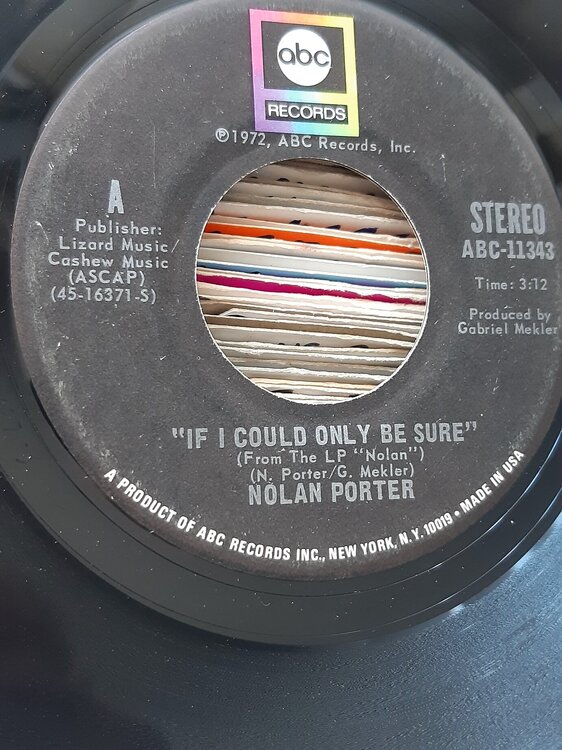 abc
RECORDS
℗1972, ABC Records, Inc.
A
Publisher:
Lizard Music/
Cashew Music
(ASCAP)
(45-16371-S)
STEREO
ABC-11343
Time: 3:12
Produced by
Gabriel Mekler
"IF I COULD ONLY BE SURE"
(From The LP "Nolan")
(N. Porter/G. Mekler)
NOLAN PORTER
A PRODUCT OF ABC RECORDS INC., NEW YORK, N.Y. 10019 • MADE IN USA